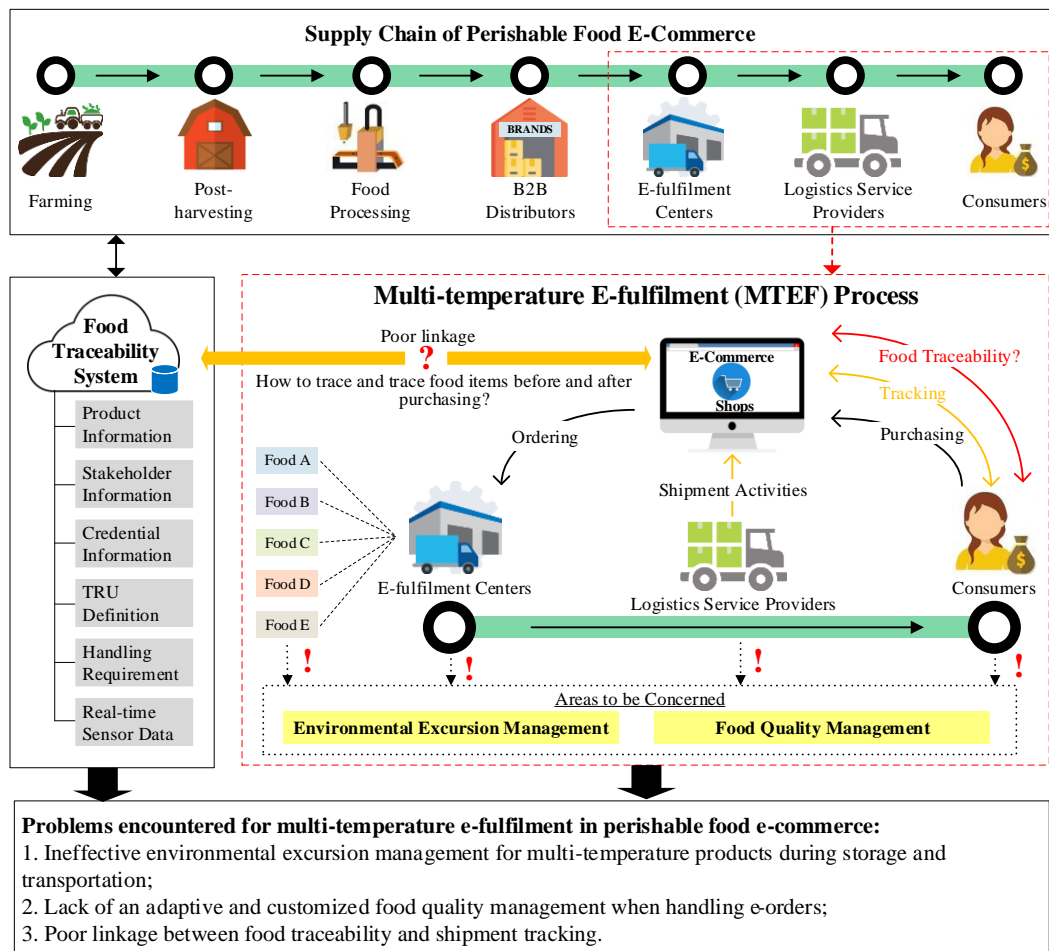 Supply Chain of Perishable Food E-Commerce
BRANDS
Farming
Post-
harvesting
Food
Processing
B2B
Distributors
E-fulfilment
Centers
Logistics Service
Providers
Consumers
Food
Traceability
System
Product
Information
Stakeholder
Information
Credential
Information
TRU
Definition
Handling
Requirement
Real-time
Sensor Data
Multi-temperature E-fulfilment (MTEF) Process
Poor linkage
?
How to trace and trace food items before and after
purchasing?
E-Commerce
Shops
Food Traceability?
Tracking
Purchasing
Ordering
Shipment Activities
Food A
Food B
Food C
Food D
Food E
E-fulfilment Centers
Logistics Service Providers
Consumers
! ! ! !
Areas to be Concerned
Environmental Excursion Management
Food Quality Management
Problems encountered for multi-temperature e-fulfilment in perishable food e-commerce:
1. Ineffective environmental excursion management for multi-temperature products during storage and
transportation;
2. Lack of an adaptive and customized food quality management when handling e-orders;
3. Poor linkage between food traceability and shipment tracking.